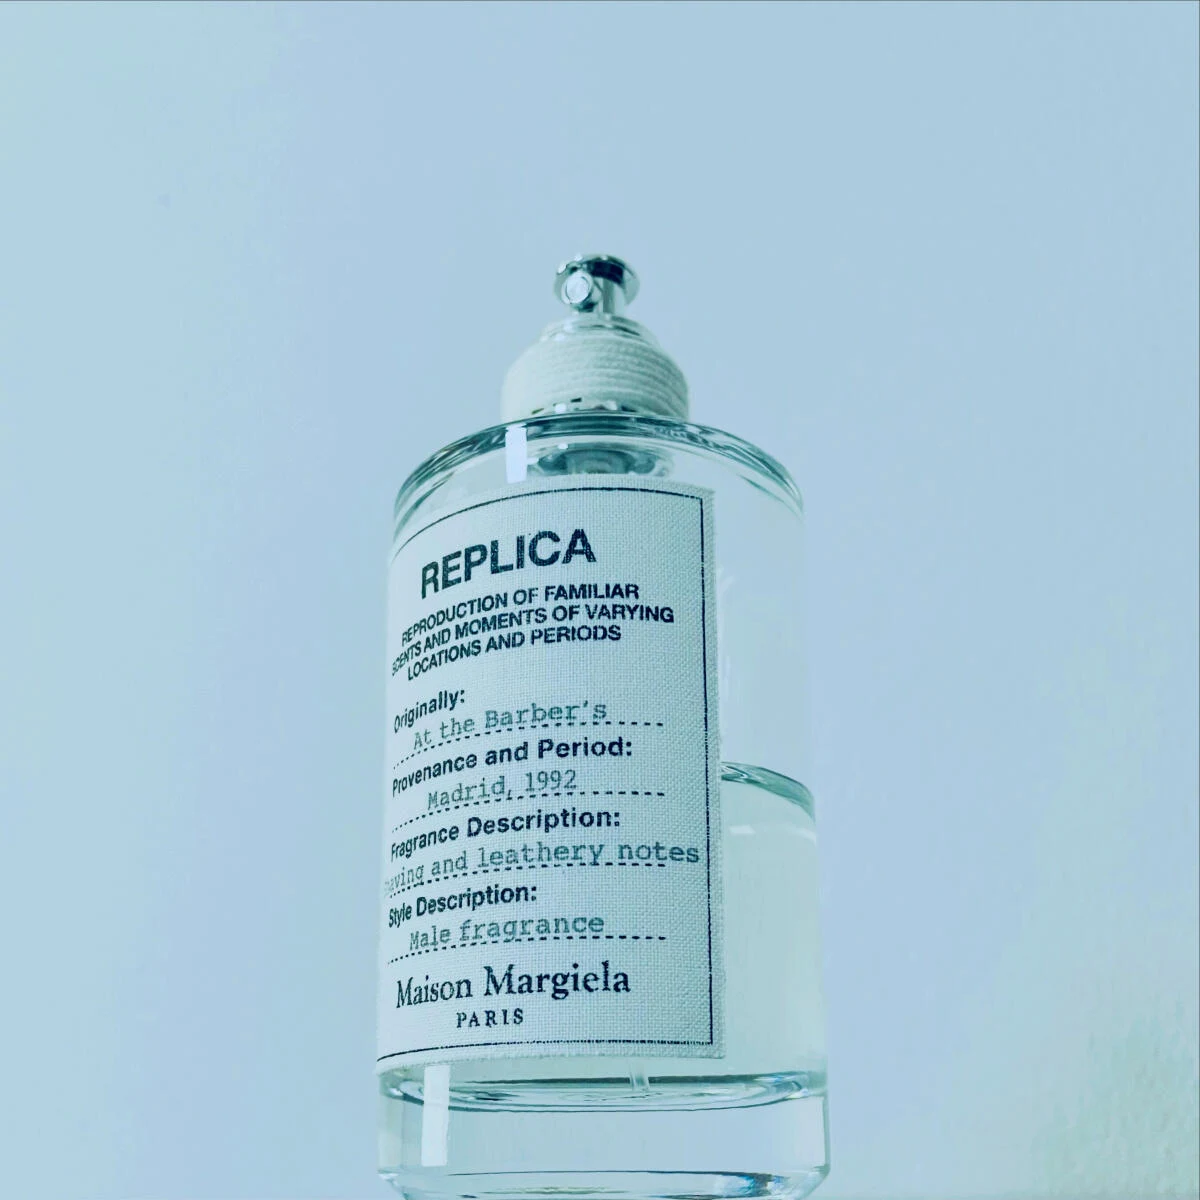 REPLICA
REPRODUCTION OF FAMILIAR
SCENTS AND MOMENTS OF VARYING
LOCATIONS AND PERIODS
Originally:
At the Barber's
Provenance and Period:
Madrid, 1992
Fragrance Description:
and leathery notes
Style Description:
Male fragrance
Maison Margiela
PARIS